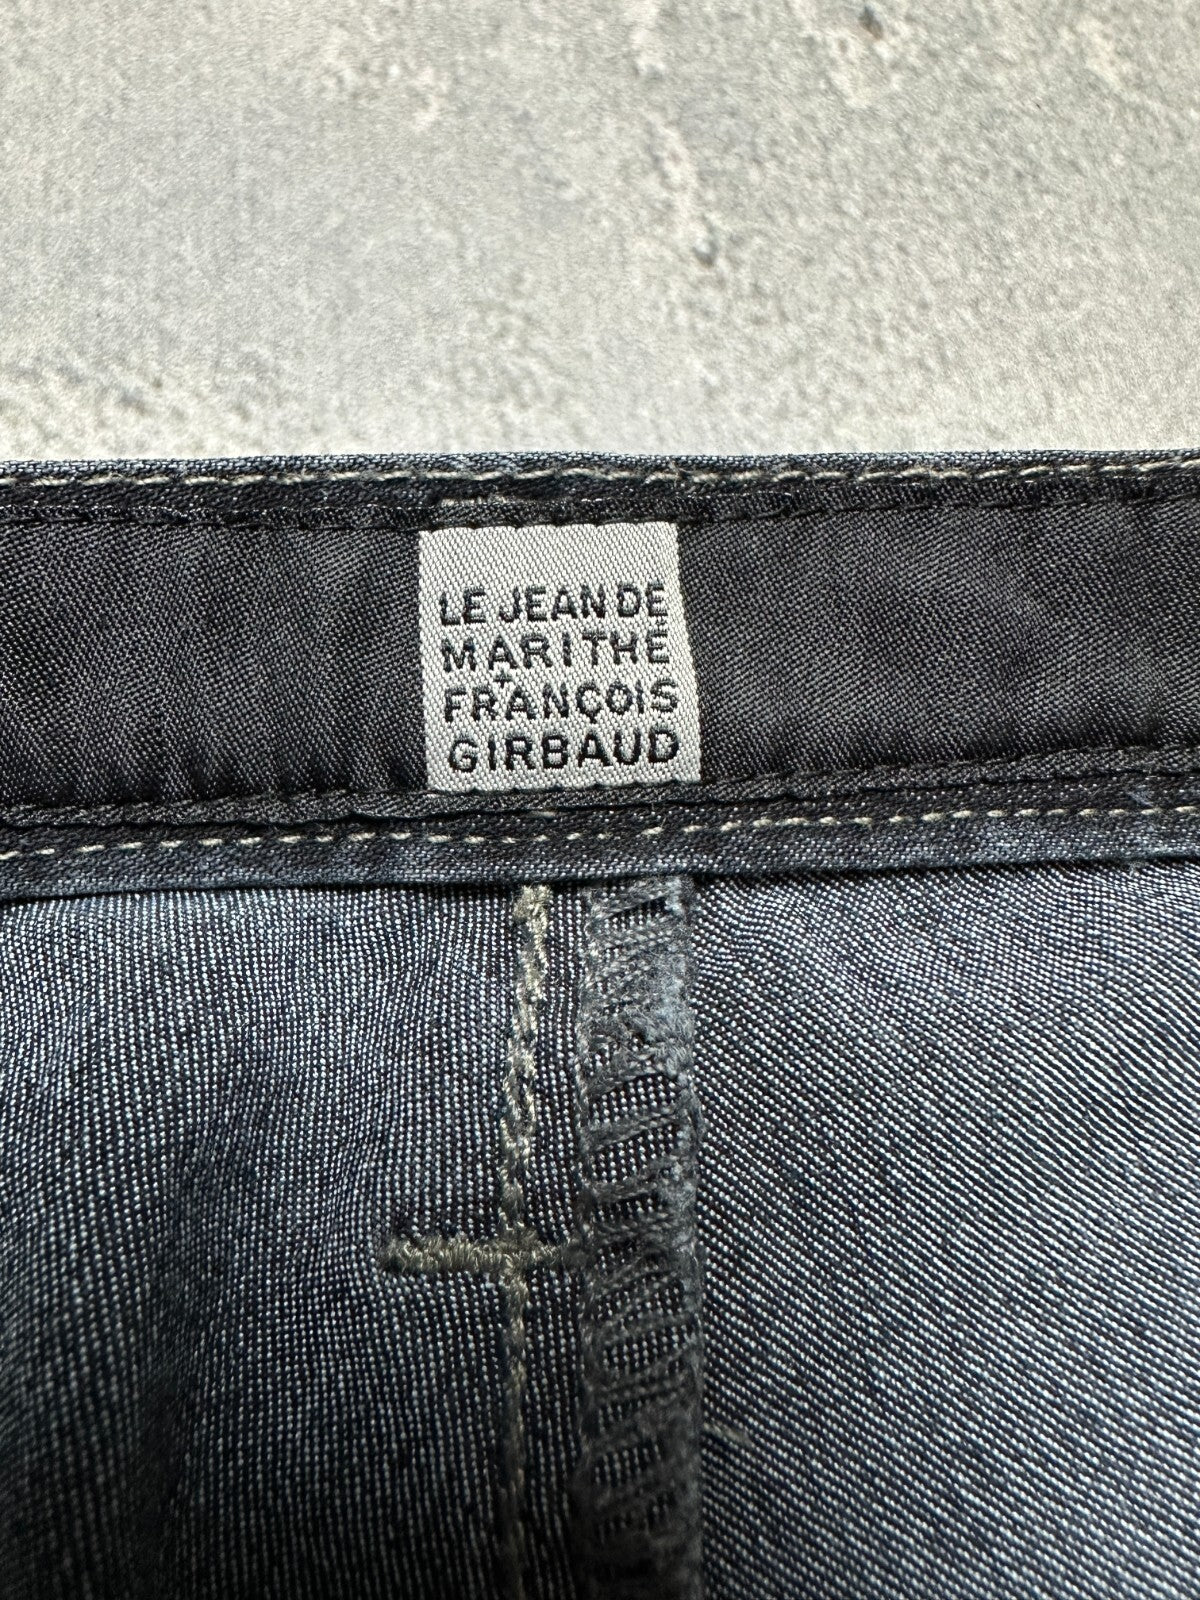 LE JEAN DE
MARITHÉ
+
FRANÇOIS
GIRBAUD